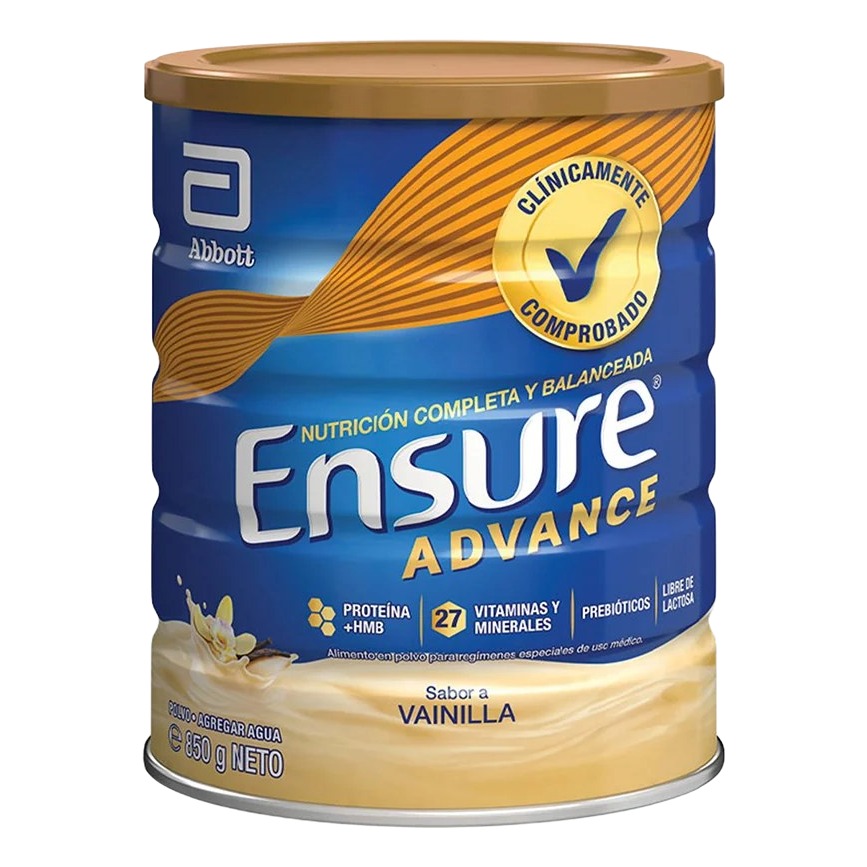 Abbott
CLÍNICAMENTE
COMPROBADO
NUTRICIÓN COMPLETA Y BALANCEADA
Ensure®
ADVANCE
PROTEÍNA
+HMB
27
VITAMINAS Y
MINERALES
PREBIÓTICOS
LIBRE DE
LACTOSA
Alimento en polvo para regímenes especiales de uso médico.
Sabor a
VAINILLA
POLVO • AGREGAR AGUA
℮ 850 g NETO